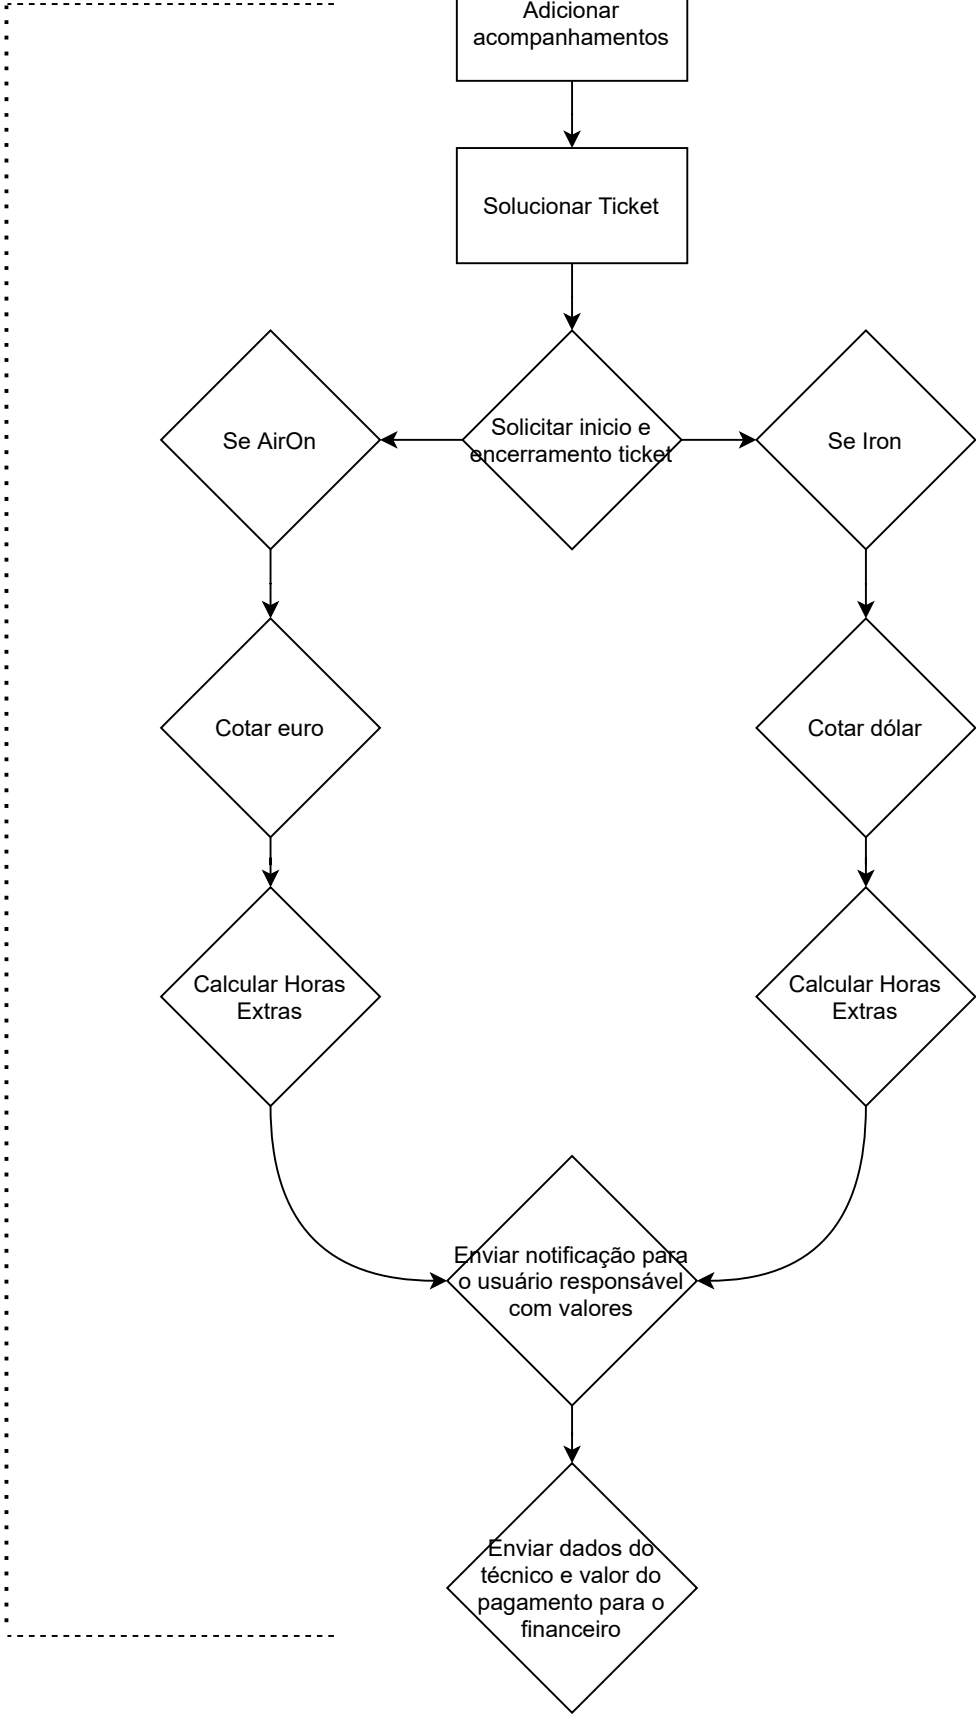 Adicionar
acompanhamentos
Solucionar Ticket
Se AirOn
Solicitar inicio e
encerramento ticket
Se Iron
Cotar euro
Cotar dólar
Calcular Horas
Extras
Calcular Horas
Extras
Enviar notificação para
o usuário responsável
com valores
Enviar dados do
técnico e valor do
pagamento para o
financeiro